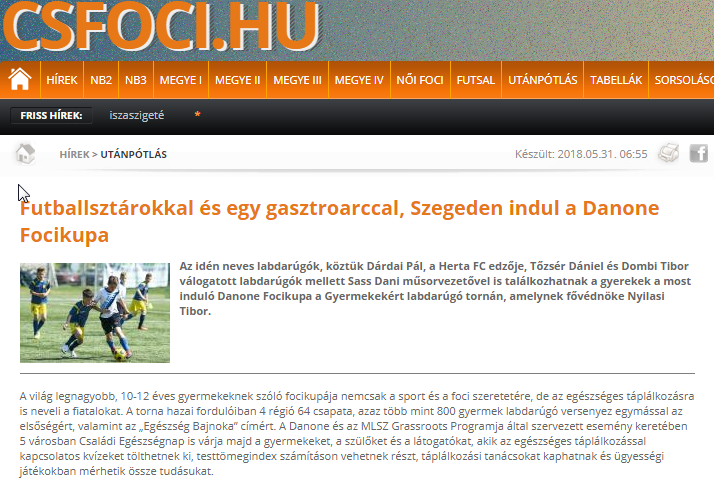 CSFOCI.HU
HÍREK NB2 NB3 MEGYE I MEGYE II MEGYE III MEGYE IV NŐI FOCI FUTSAL UTÁNPÓTLÁS TABELLÁK SORSOLÁSO
FRISS HÍREK: iszaszigeté *
HÍREK > UTÁNPÓTLÁS Készült: 2018.05.31. 06:55
Futballsztárokkal és egy gasztroarccal, Szegeden indul a Danone
Focikupa
Az idén neves labdarúgók, köztük Dárdai Pál, a Herta FC edzője, Tőzsér Dániel és Dombi Tibor
válogatott labdarúgók mellett Sass Dani műsorvezetővel is találkozhatnak a gyerekek a most
induló Danone Focikupa a Gyermekekért labdarúgó tornán, amelynek fővédnöke Nyilasi
Tibor.
A világ legnagyobb, 10-12 éves gyermekeknek szóló focikupája nemcsak a sport és a foci szeretetére, de az egészséges táplálkozásra
is neveli a fiatalokat. A torna hazai fordulóiban 4 régió 64 csapata, azaz több mint 800 gyermek labdarúgó versenyez egymással az
elsőségért, valamint az „Egészség Bajnoka” címért. A Danone és az MLSZ Grassroots Programja által szervezett esemény keretében
5 városban Családi Egészségnap is várja majd a gyermekeket, a szülőket és a látogatókat, akik az egészséges táplálkozással
kapcsolatos kvízeket tölthetnek ki, testtömegindex számításon vehetnek részt, táplálkozási tanácsokat kaphatnak és ügyességi
játékokban mérhetik össze tudásukat.